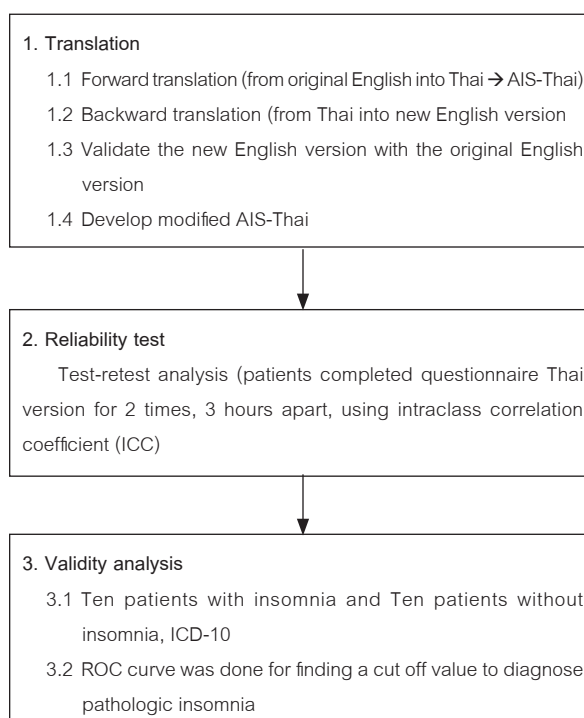 1. Translation
1.1 Forward translation (from original English into Thai → AIS-Thai)
1.2 Backward translation (from Thai into new English version
1.3 Validate the new English version with the original English
version
1.4 Develop modified AIS-Thai
2. Reliability test
Test-retest analysis (patients completed questionnaire Thai
version for 2 times, 3 hours apart, using intraclass correlation
coefficient (ICC)
3. Validity analysis
3.1 Ten patients with insomnia and Ten patients without
insomnia, ICD-10
3.2 ROC curve was done for finding a cut off value to diagnose
pathologic insomnia